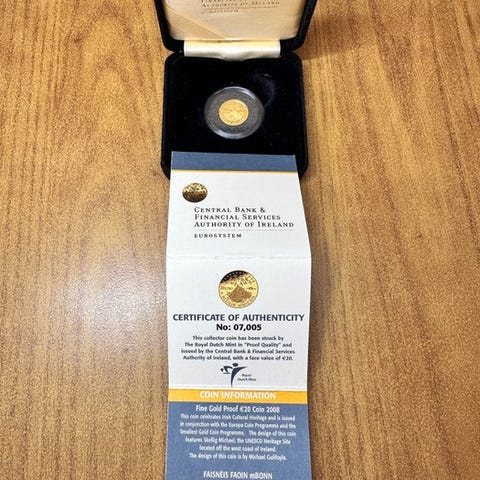 FINANCIAL
AUTHORITY OF IRELAND
EUROSYSTEM
CENTRAL BANK &
FINANCIAL SERVICES
AUTHORITY OF IRELAND
EUROSYSTEM
CERTIFICATE OF AUTHENTICITY
No: 07,005
This collector coin has been struck by
The Royal Dutch Mint in "Proof Quality" and
issued by the Central Bank & Financial Services
Authority of Ireland, with a face value of €20.
Royal
Dutch Mint
COIN INFORMATION
Fine Gold Proof €20 Coin 2008
This coin celebrates Irish Cultural Heritage and is issued
in conjunction with the Europa Coin Programme and the
Smallest Gold Coin Programme. The design of this coin
features Skellig Michael, the UNESCO Heritage Site
located off the west coast of Ireland.
The design of this coin is by Michael Guilfoyle.
FAISNÉIS FAOIN mBONN